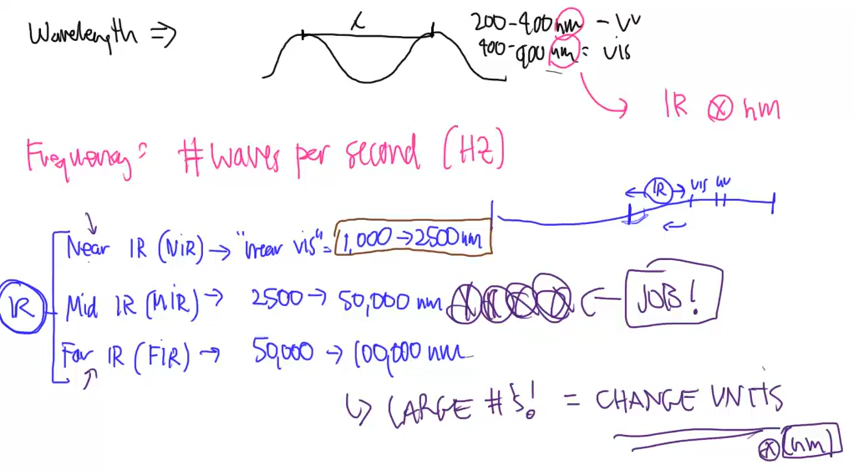 Wavelength ⇒
λ
200-400 nm - UV
400-900 nm = vis
IR ⊗ nm
Frequency = # waves per second (HZ)
← IR → vis uv
IR
Near IR (NIR) → "near vis" = 1,000 → 2500 nm
Mid IR (MIR) → 2500 → 50,000 nm
JOB!
Far IR (FIR) → 50,000 → 100,000 nm
↳ LARGE #'s! = CHANGE UNITS
⊗ (nm)